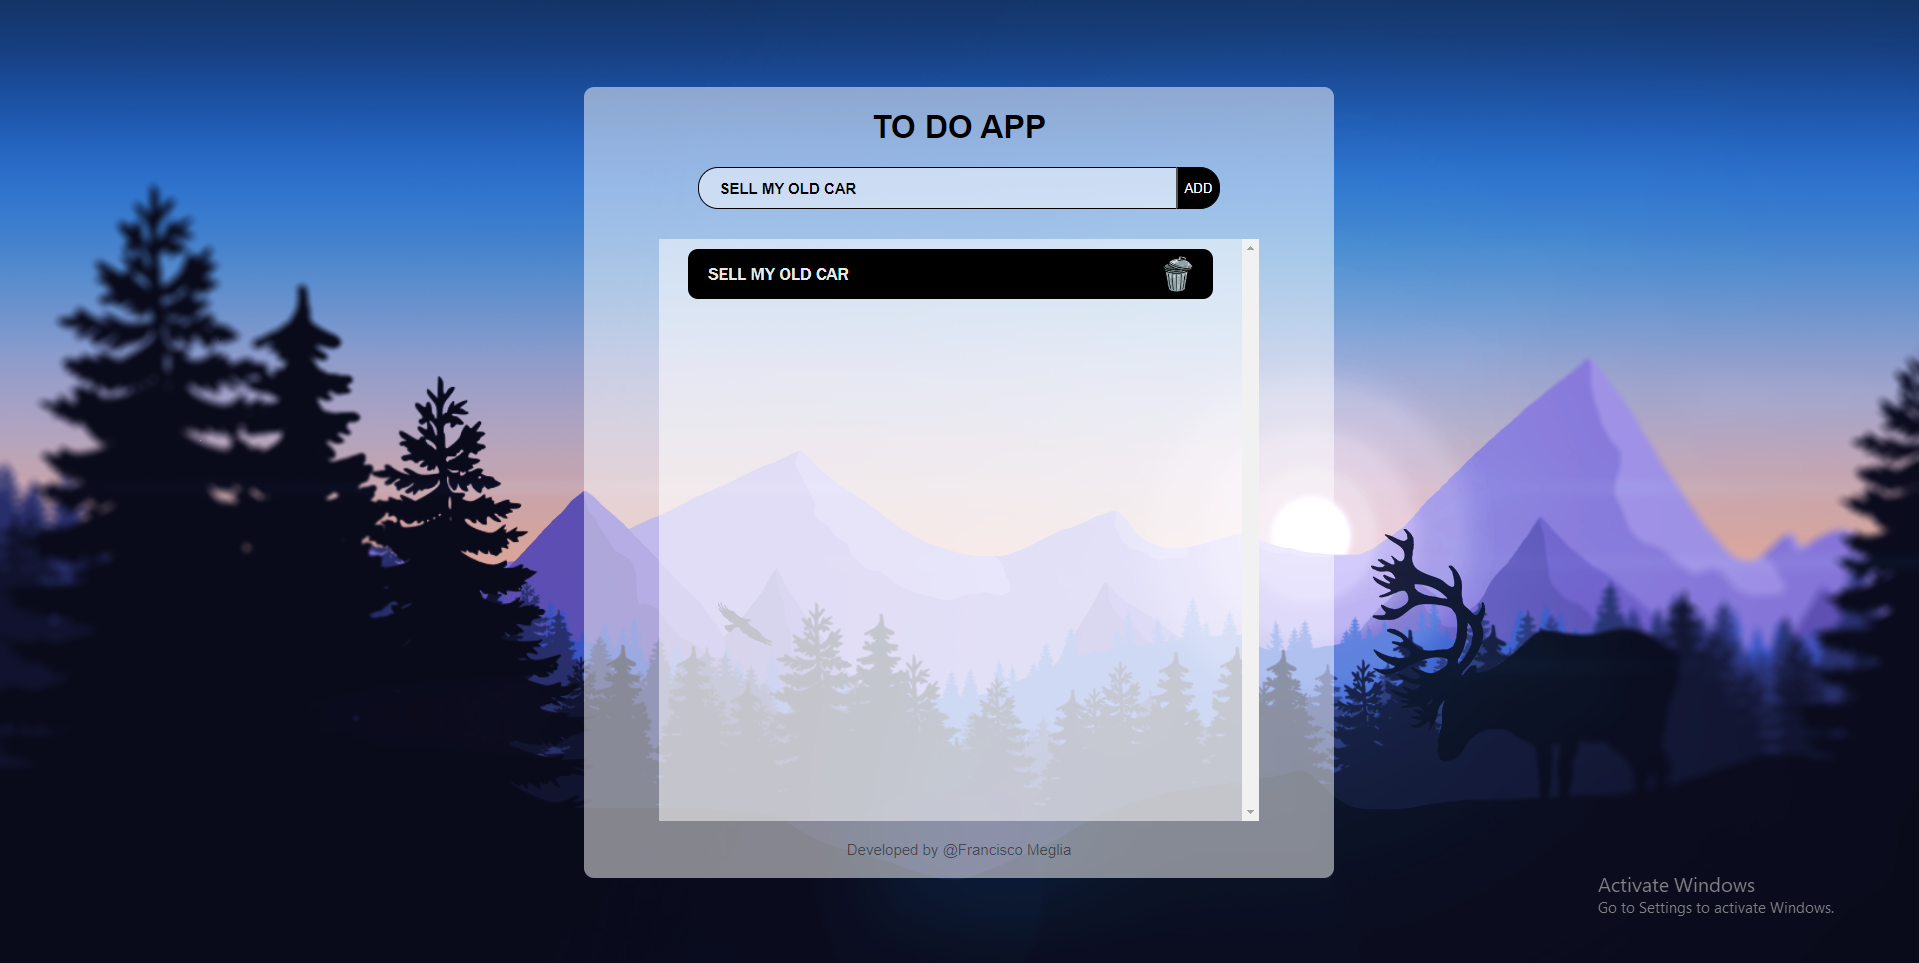 TO DO APP
SELL MY OLD CAR
ADD
SELL MY OLD CAR
Developed by @Francisco Meglia
Activate Windows
Go to Settings to activate Windows.